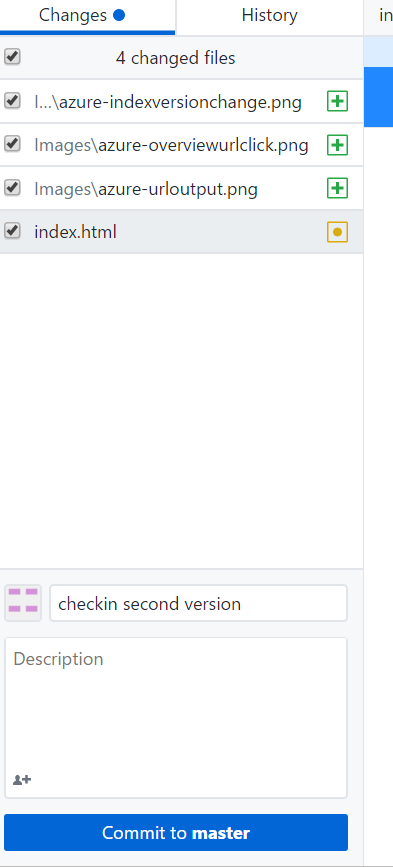 Changes
History
in
4 changed files
I...\azure-indexversionchange.png
Images\azure-overviewurlclick.png
Images\azure-urloutput.png
index.html
checkin second version
Description
Commit to master